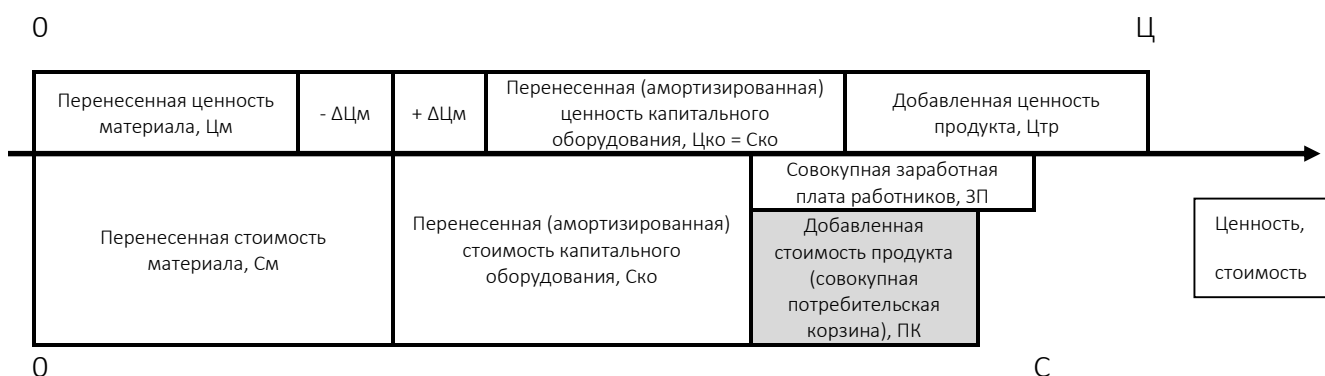 0
Ц
Перенесенная ценность
материала, Цм
- ΔЦм
+ ΔЦм
Перенесенная (амортизированная)
ценность капитального
оборудования, Цко = Ско
Добавленная ценность
продукта, Цтр
Перенесенная стоимость
материала, См
Перенесенная (амортизированная)
стоимость капитального
оборудования, Ско
Совокупная заработная
плата работников, ЗП
Добавленная
стоимость продукта
(совокупная
потребительская
корзина), ПК
Ценность,
стоимость
0
С